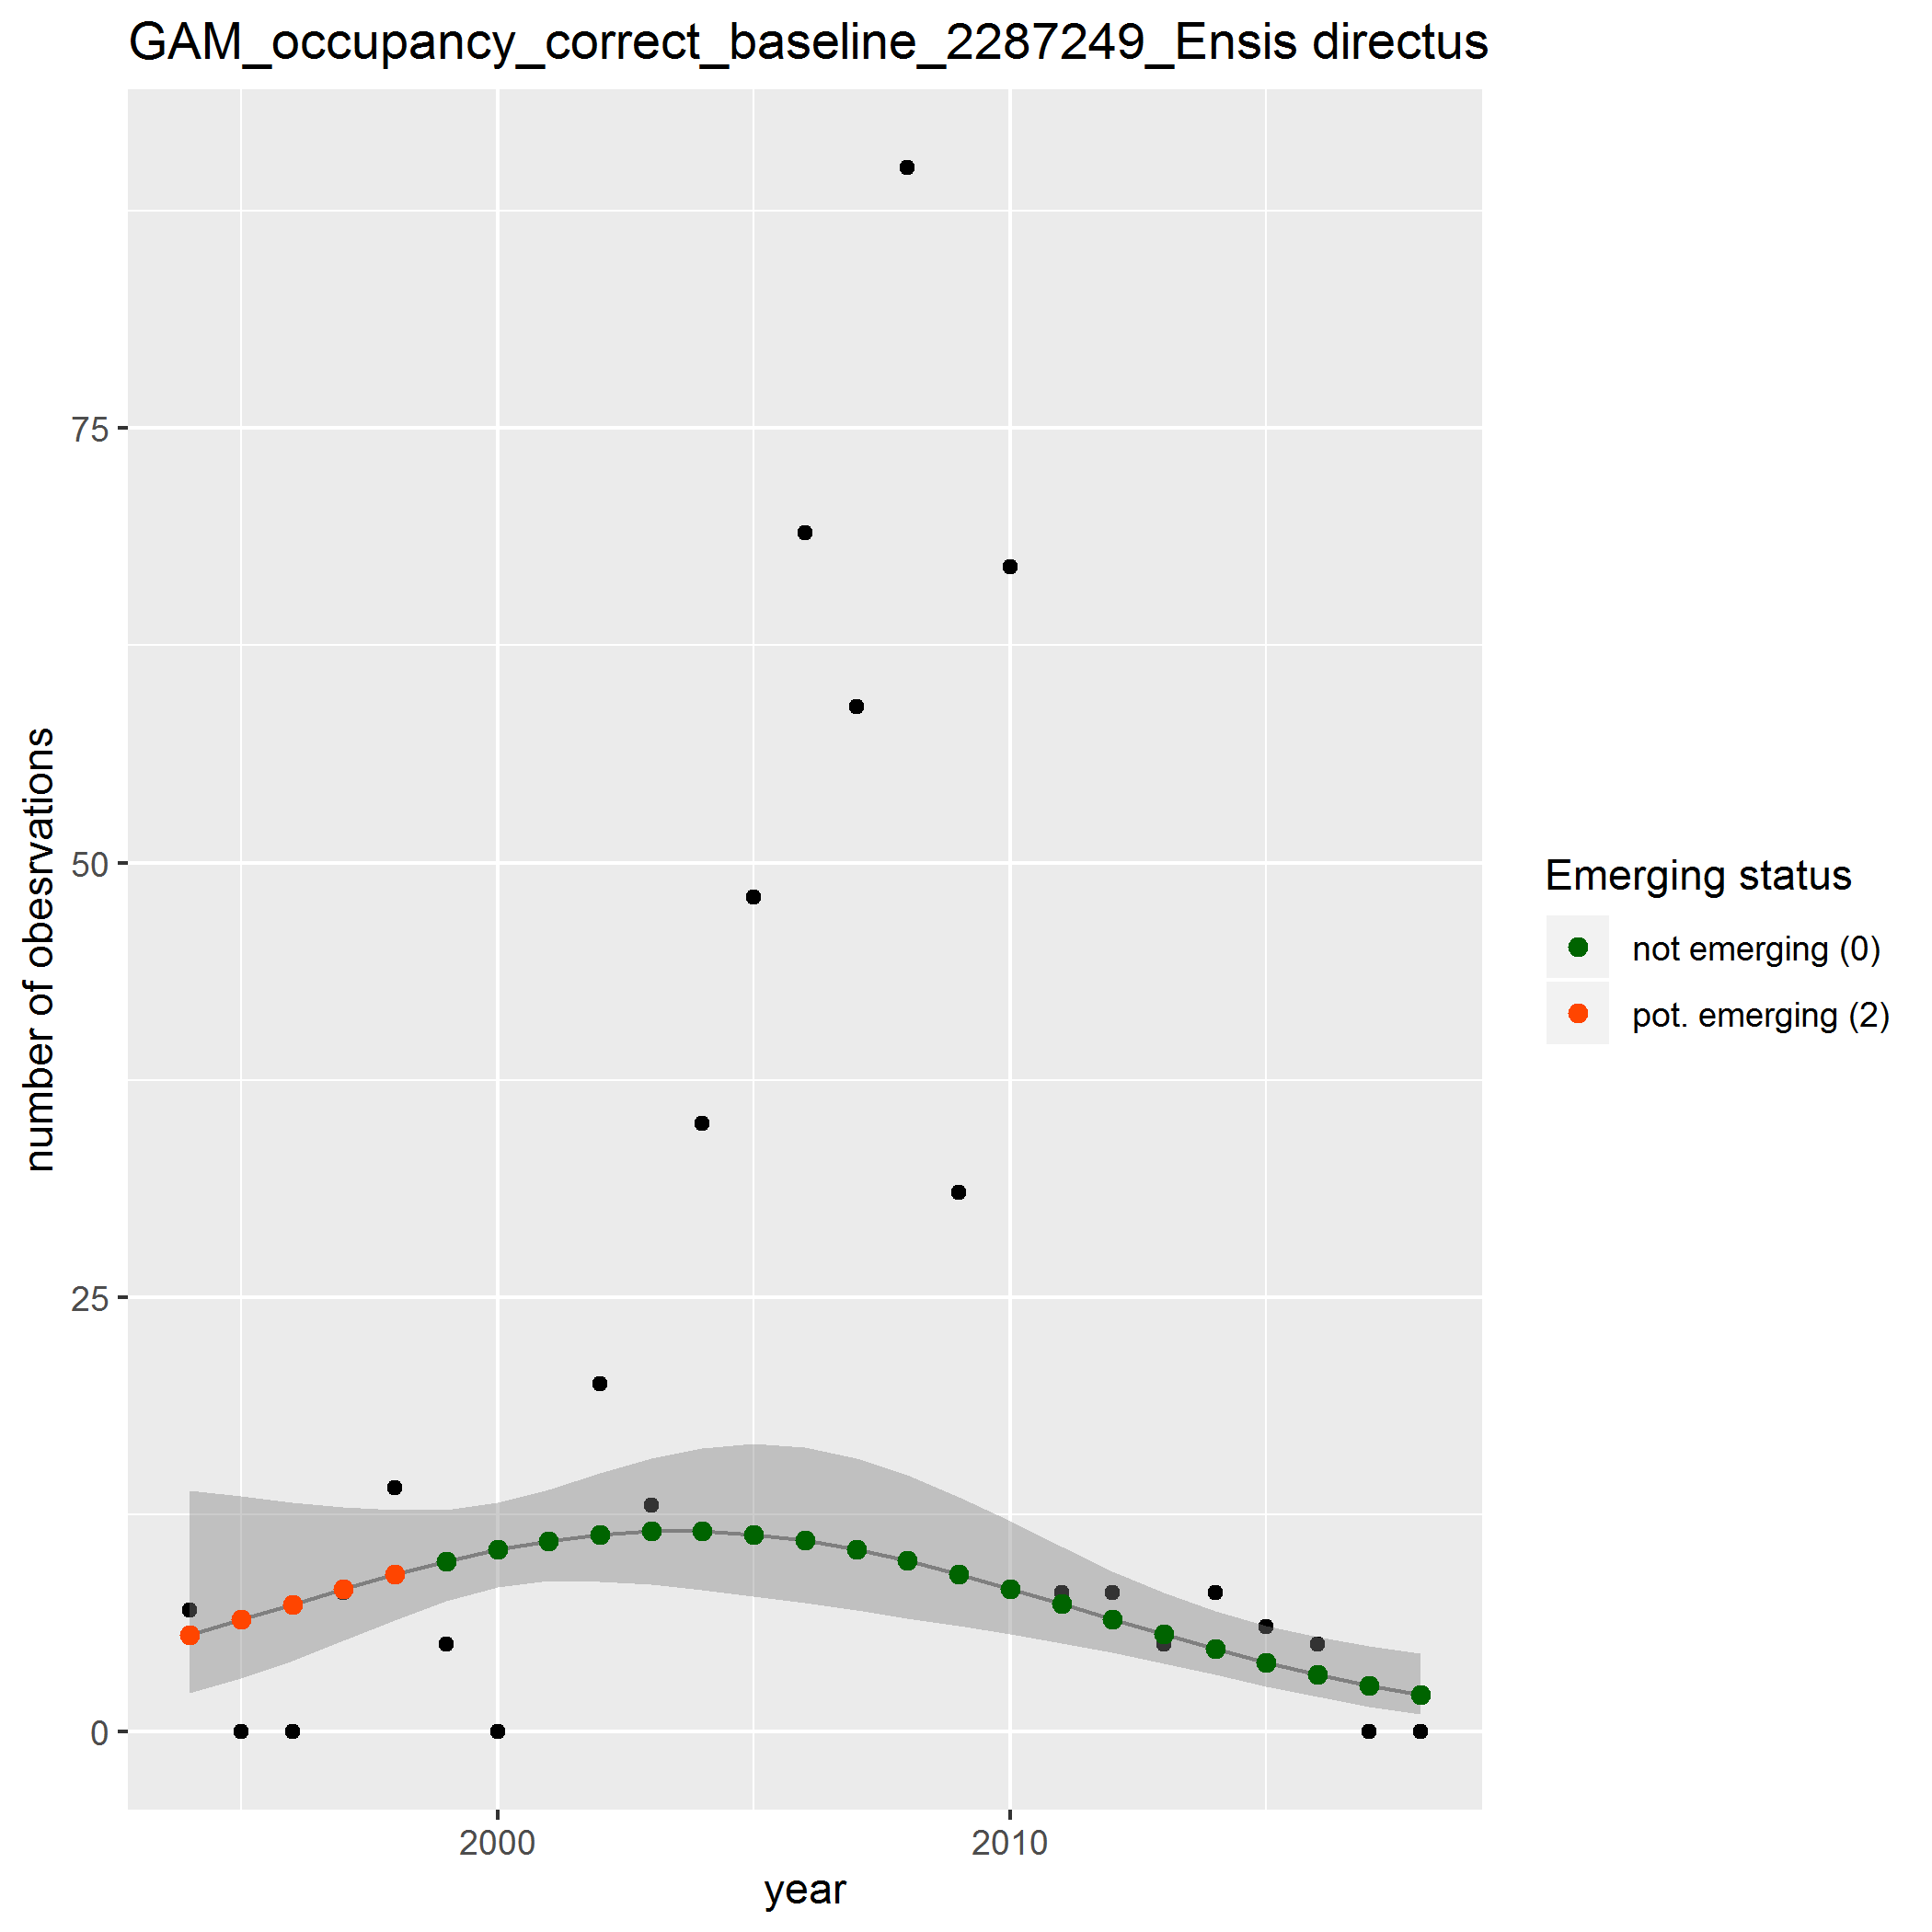 GAM_occupancy_correct_baseline_2287249_Ensis directus
number of obesrvations
75
50
25
0
2000
2010
year
Emerging status
not emerging (0)
pot. emerging (2)